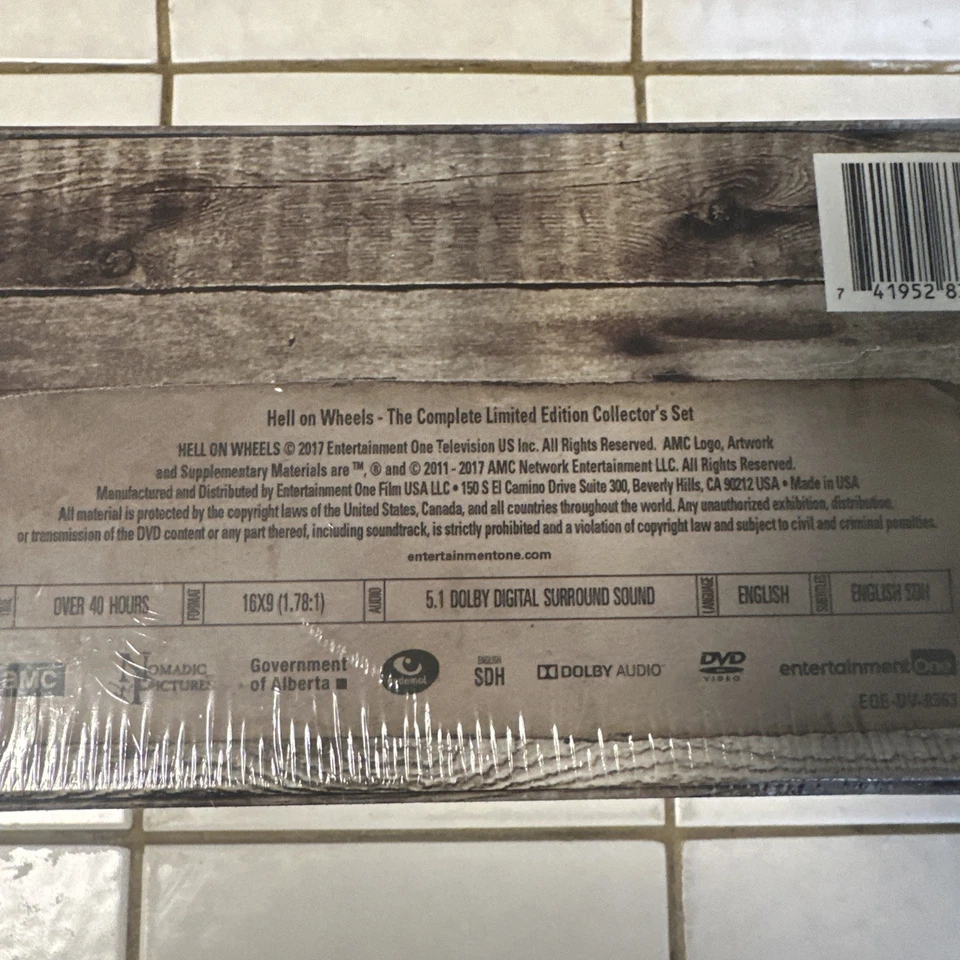 7 41952 8
Hell on Wheels - The Complete Limited Edition Collector's Set
HELL ON WHEELS © 2017 Entertainment One Television US Inc. All Rights Reserved. AMC Logo, Artwork
and Supplementary Materials are ™, ® and © 2011 - 2017 AMC Network Entertainment LLC. All Rights Reserved.
Manufactured and Distributed by Entertainment One Film USA LLC • 150 S El Camino Drive Suite 300, Beverly Hills, CA 90212 USA • Made in USA
All material is protected by the copyright laws of the United States, Canada, and all countries throughout the world. Any unauthorized exhibition, distribution,
or transmission of the DVD content or any part thereof, including soundtrack, is strictly prohibited and a violation of copyright law and subject to civil and criminal penalties.
entertainmentone.com
OVER 40 HOURS FORMAT 16X9 (1.78:1) AUDIO 5.1 DOLBY DIGITAL SURROUND SOUND LANGUAGE ENGLISH SUBTITLES ENGLISH SDH
AMC NOMADIC PICTURES Government of Alberta endemol ENGLISH SDH DOLBY AUDIO™ DVD VIDEO entertainment One